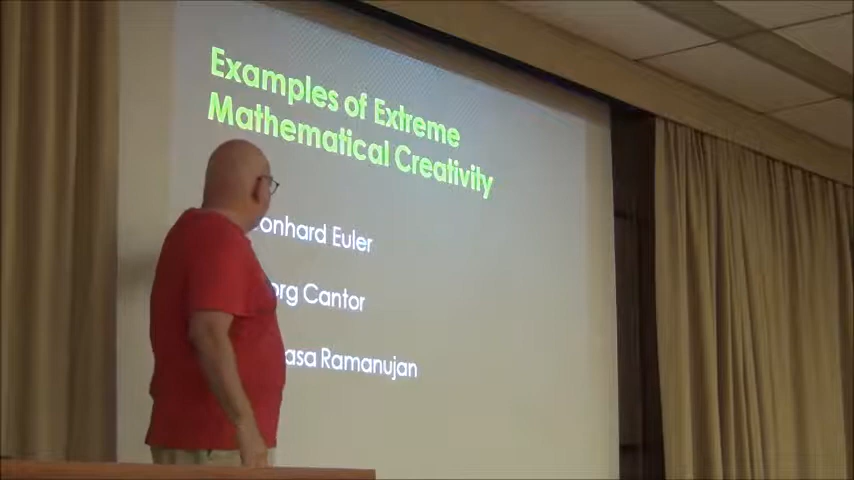 Examples of Extreme
Mathematical Creativity
onhard Euler
org Cantor
asa Ramanujan